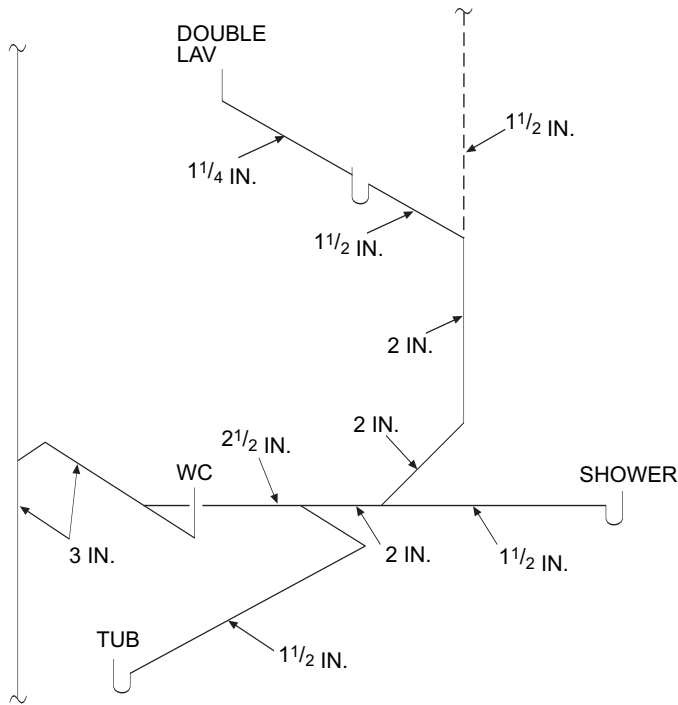 DOUBLE
LAV
1 1/2 IN.
1 1/4 IN.
1 1/2 IN.
2 IN.
2 IN.
2 1/2 IN.
WC
SHOWER
3 IN.
2 IN.
1 1/2 IN.
TUB
1 1/2 IN.